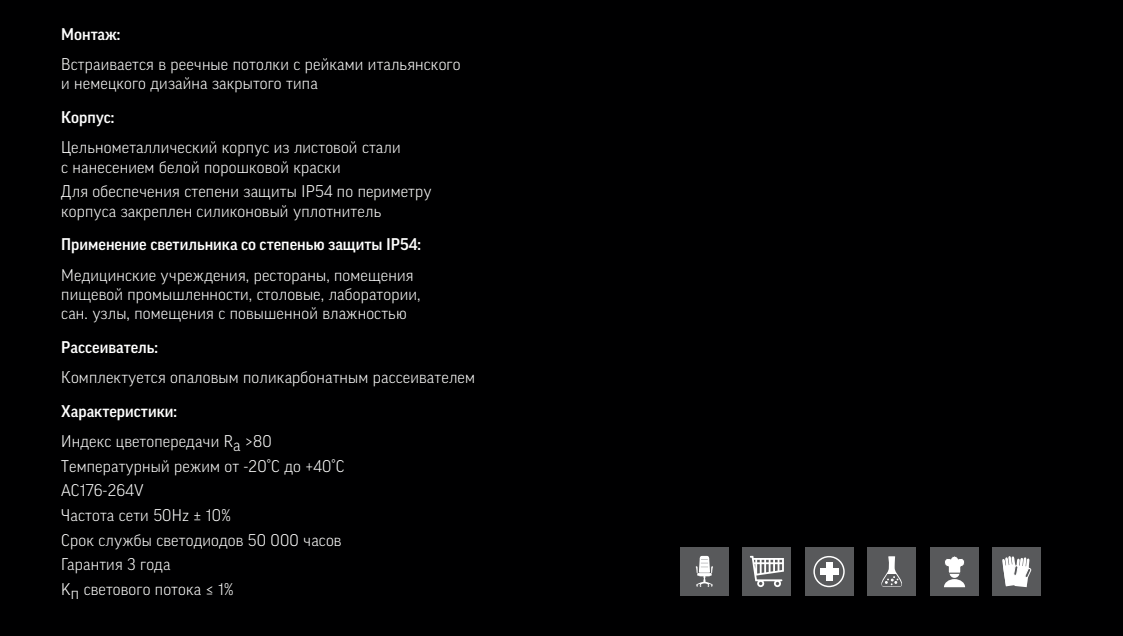 Монтаж:
Встраивается в реечные потолки с рейками итальянского
и немецкого дизайна закрытого типа
Корпус:
Цельнометаллический корпус из листовой стали
с нанесением белой порошковой краски
Для обеспечения степени защиты IP54 по периметру
корпуса закреплен силиконовый уплотнитель
Применение светильника со степенью защиты IP54:
Медицинские учреждения, рестораны, помещения
пищевой промышленности, столовые, лаборатории,
сан. узлы, помещения с повышенной влажностью
Рассеиватель:
Комплектуется опаловым поликарбонатным рассеивателем
Характеристики:
Индекс цветопередачи Ra >80
Температурный режим от -20˚C до +40˚C
AC176-264V
Частота сети 50Hz ± 10%
Срок службы светодиодов 50 000 часов
Гарантия 3 года
Кп светового потока ≤ 1%